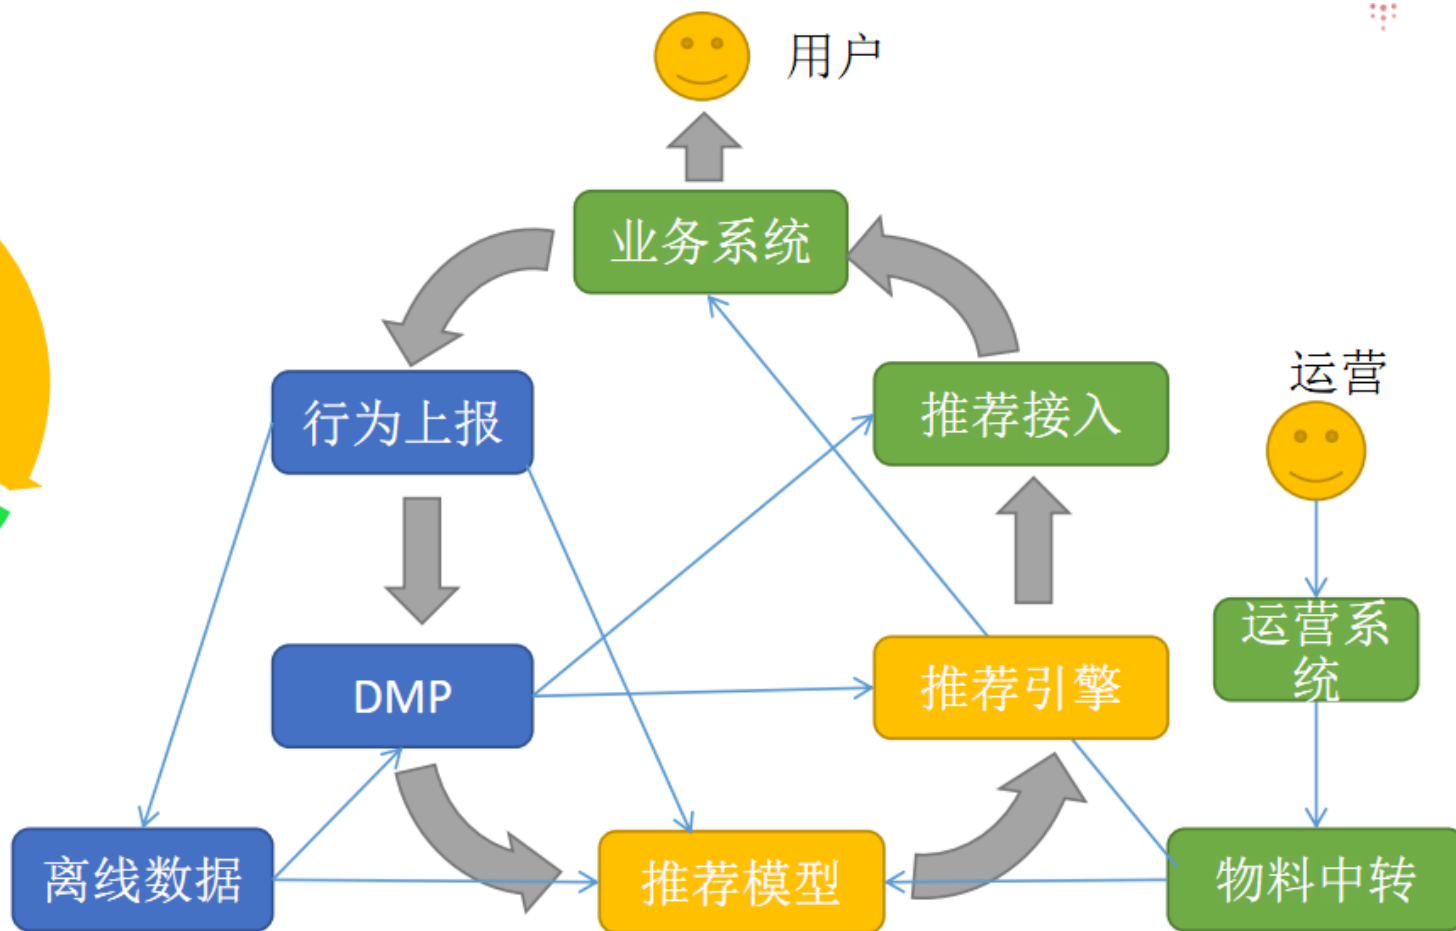 用户
业务系统
行为上报
推荐接入
运营
DMP
推荐引擎
运营系
统
离线数据
推荐模型
物料中转